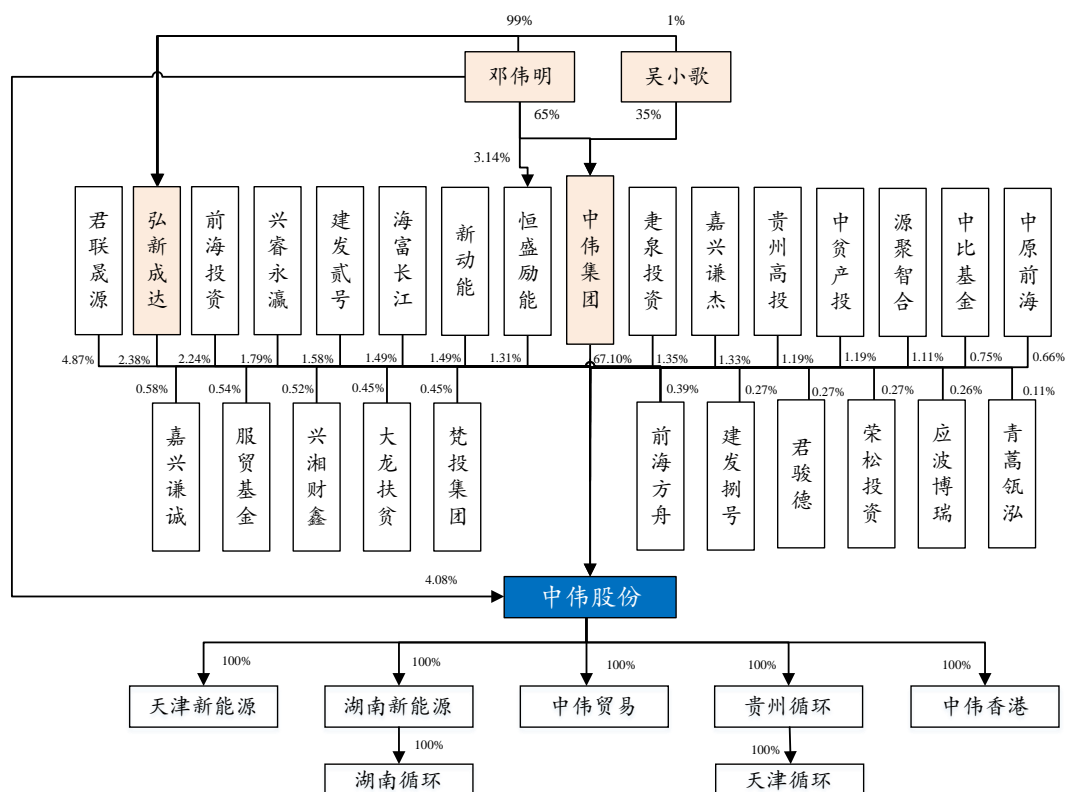 99%
1%
邓伟明
吴小歌
65%
35%
3.14%
君联晟源
弘新成达
前海投资
兴睿永瀛
建发贰号
海富长江
新动能
恒盛励能
中伟集团
疌泉投资
嘉兴谦杰
贵州高投
中贫产投
源聚智合
中比基金
中原前海
4.87%
2.38%
2.24%
1.79%
1.58%
1.49%
1.49%
1.31%
67.10%
1.35%
1.33%
1.19%
1.19%
1.11%
0.75%
0.66%
0.58%
0.54%
0.52%
0.45%
0.45%
0.39%
0.27%
0.27%
0.27%
0.26%
0.11%
嘉兴谦诚
服贸基金
兴湘财鑫
大龙扶贫
梵投集团
前海方舟
建发捌号
君骏德
荣松投资
应波博瑞
青蒿瓴泓
4.08%
中伟股份
100%
100%
100%
100%
100%
天津新能源
湖南新能源
中伟贸易
贵州循环
中伟香港
100%
100%
湖南循环
天津循环